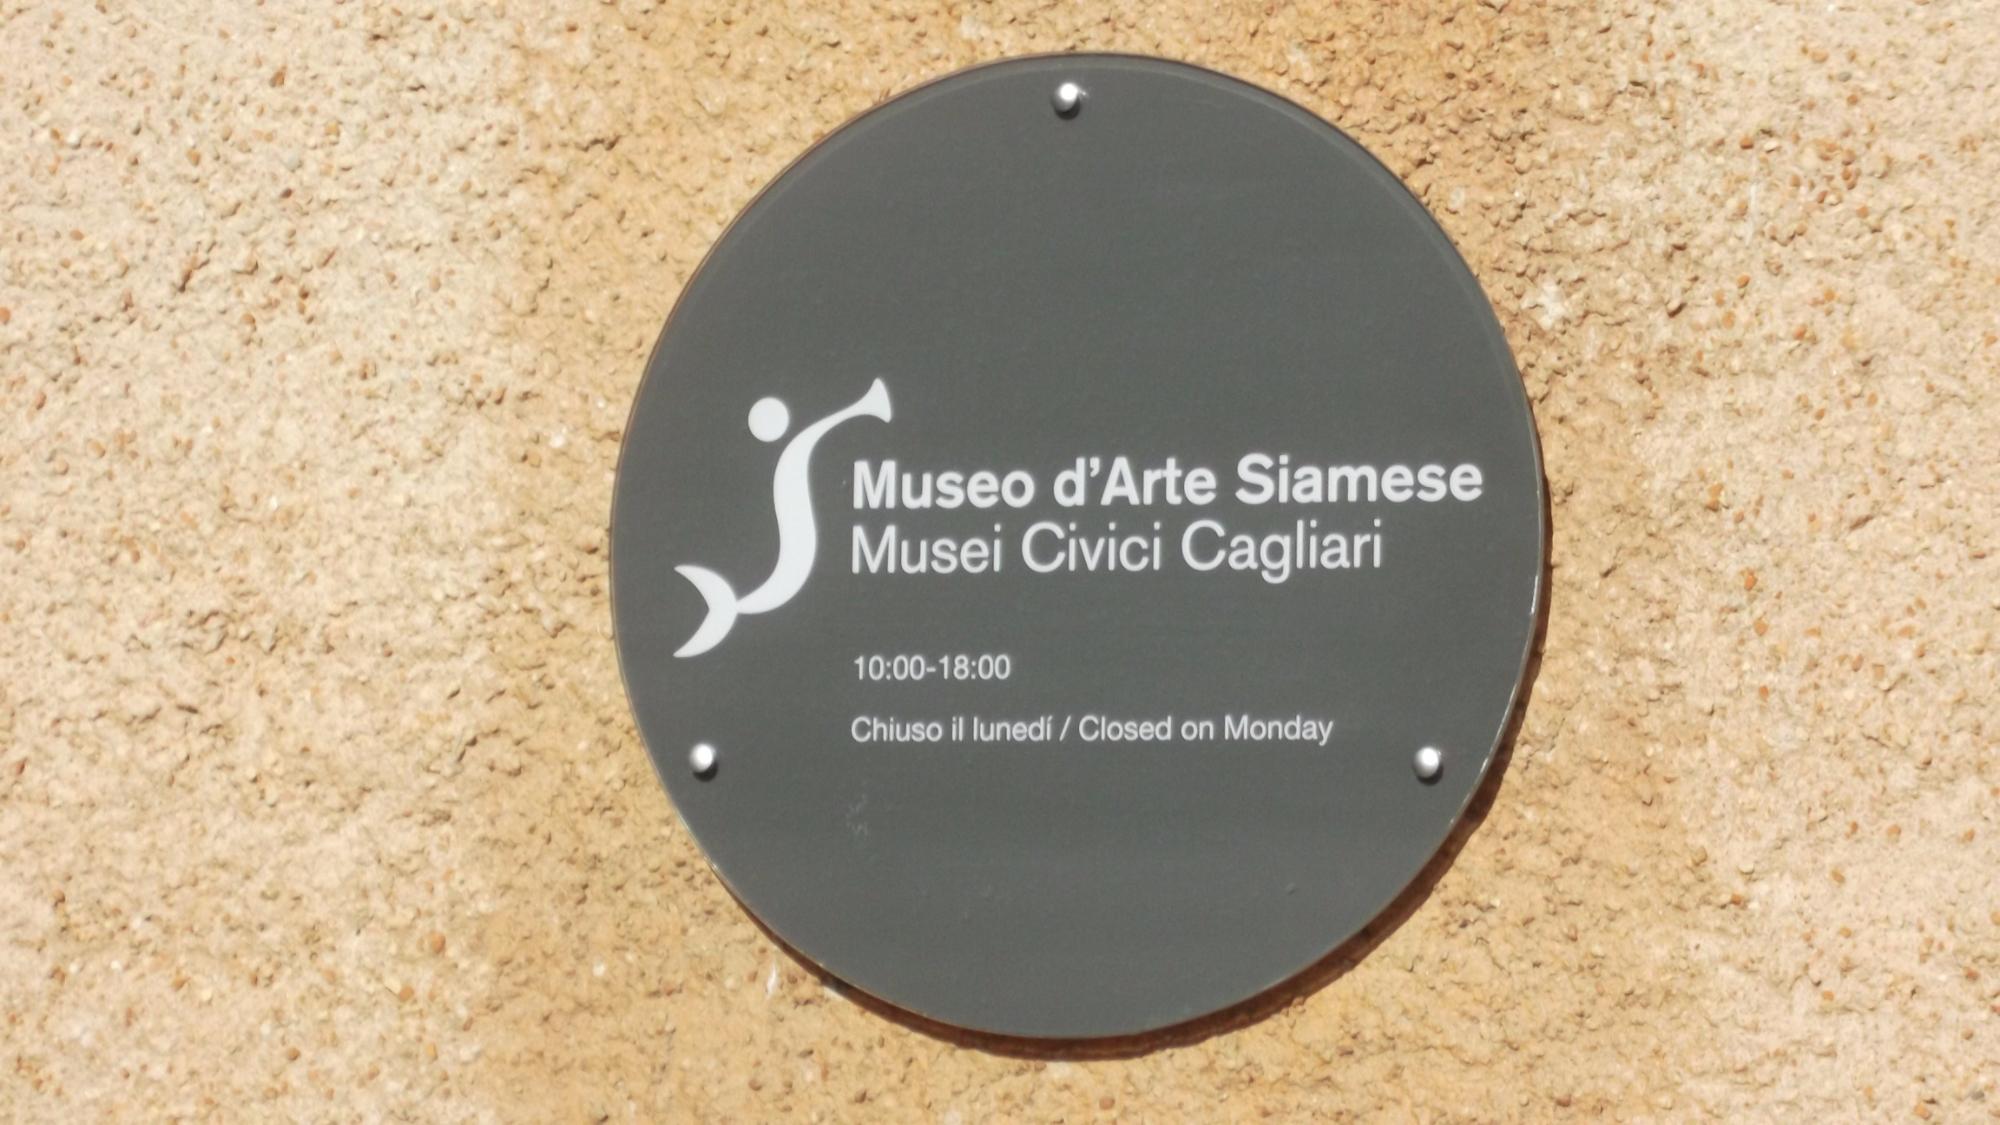 Museo d'Arte Siamese
Musei Civici Cagliari
10:00-18:00
Chiuso il lunedí / Closed on Monday